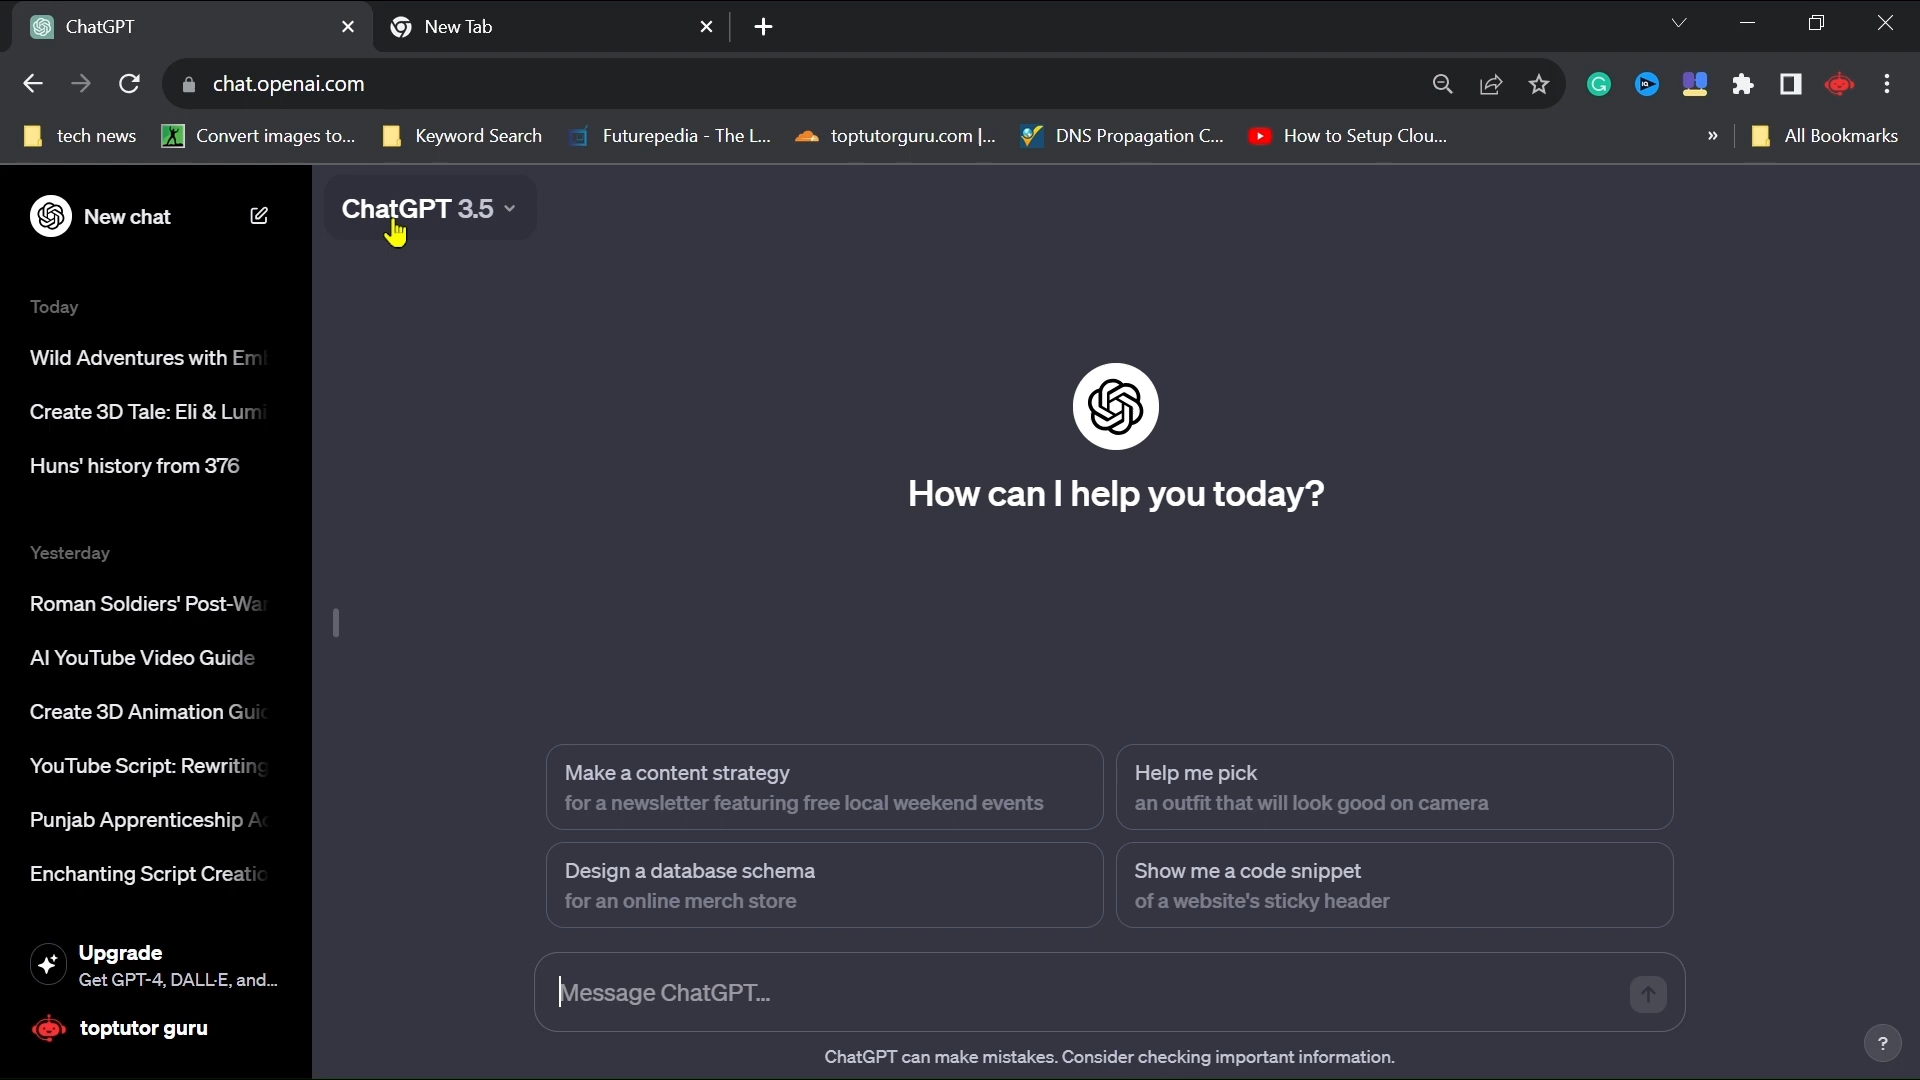 ChatGPT
New Tab
chat.openai.com
tech news
Convert images to...
Keyword Search
Futurepedia - The L...
toptutorguru.com |...
DNS Propagation C...
How to Setup Clou...
»
All Bookmarks
New chat
ChatGPT 3.5
Today
Wild Adventures with Em
Create 3D Tale: Eli & Lumi
Huns' history from 376
Yesterday
Roman Soldiers' Post-War
AI YouTube Video Guide
Create 3D Animation Guid
YouTube Script: Rewriting
Punjab Apprenticeship Ac
Enchanting Script Creatio
Upgrade
Get GPT-4, DALL·E, and...
toptutor guru
How can I help you today?
Make a content strategy
for a newsletter featuring free local weekend events
Help me pick
an outfit that will look good on camera
Design a database schema
for an online merch store
Show me a code snippet
of a website's sticky header
Message ChatGPT...
ChatGPT can make mistakes. Consider checking important information.
?